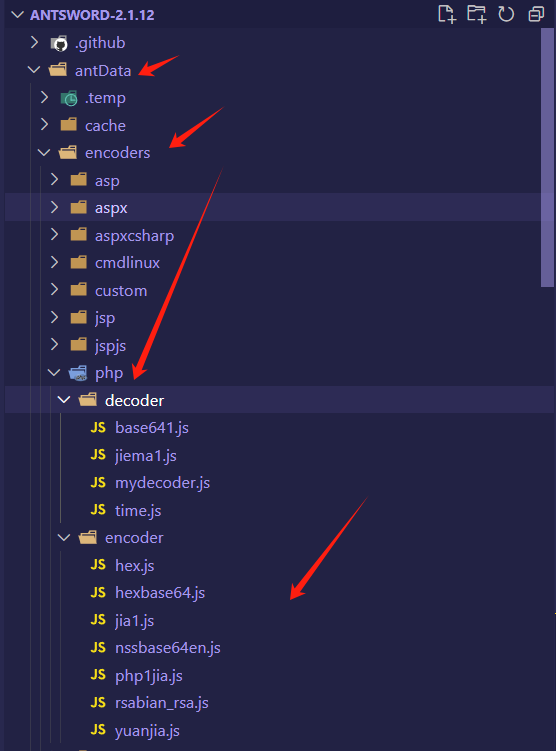 ANTSWORD-2.1.12
.github
antData
.temp
cache
encoders
asp
aspx
aspxcsharp
cmdlinux
custom
jsp
jspjs
php
decoder
JS base641.js
JS jiema1.js
JS mydecoder.js
JS time.js
encoder
JS hex.js
JS hexbase64.js
JS jia1.js
JS nssbase64en.js
JS php1jia.js
JS rsabian_rsa.js
JS yuanjia.js